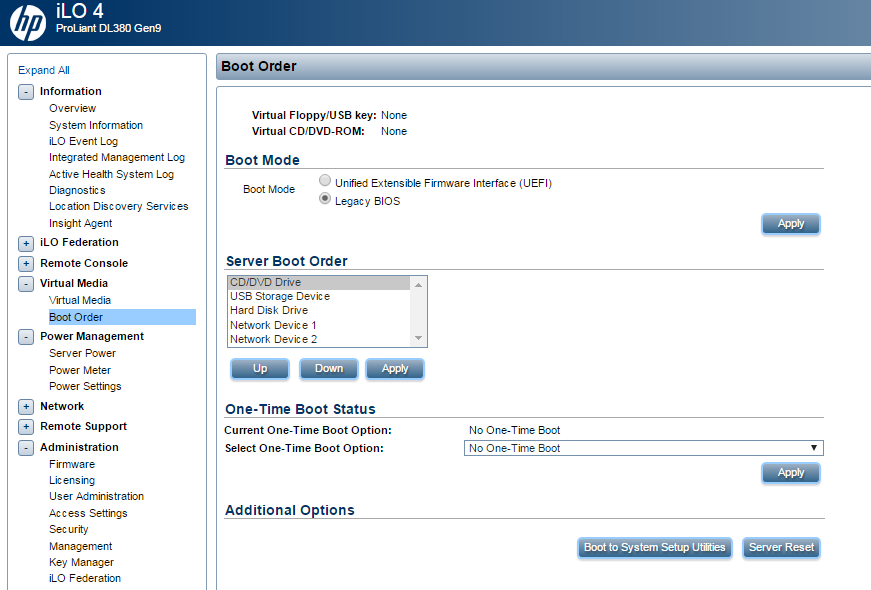 hp
iLO 4
ProLiant DL380 Gen9
Expand All
- Information
Overview
System Information
iLO Event Log
Integrated Management Log
Active Health System Log
Diagnostics
Location Discovery Services
Insight Agent
+ iLO Federation
+ Remote Console
- Virtual Media
Virtual Media
Boot Order
- Power Management
Server Power
Power Meter
Power Settings
+ Network
+ Remote Support
- Administration
Firmware
Licensing
User Administration
Access Settings
Security
Management
Key Manager
iLO Federation
Boot Order
Virtual Floppy/USB key: None
Virtual CD/DVD-ROM: None
Boot Mode
Boot Mode
Unified Extensible Firmware Interface (UEFI)
Legacy BIOS
Apply
Server Boot Order
CD/DVD Drive
USB Storage Device
Hard Disk Drive
Network Device 1
Network Device 2
Up Down Apply
One-Time Boot Status
Current One-Time Boot Option: No One-Time Boot
Select One-Time Boot Option: No One-Time Boot
Apply
Additional Options
Boot to System Setup Utilities Server Reset